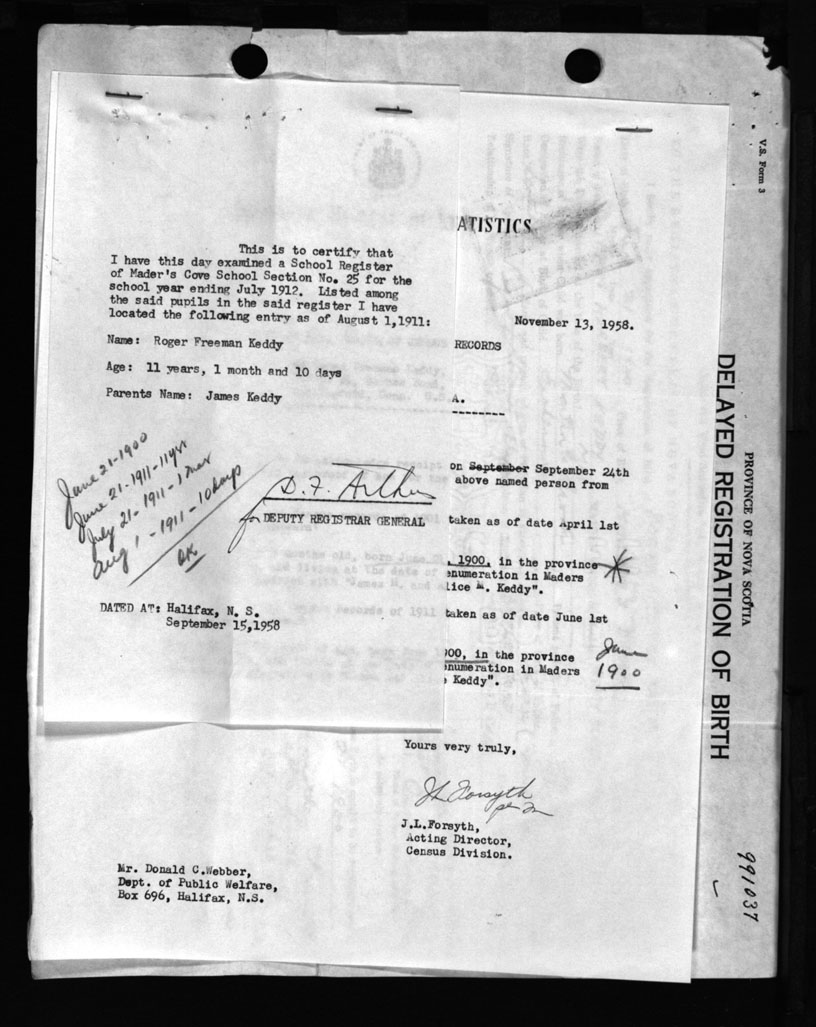 This is to certify that
I have this day examined a School Register
of Mader's Cove School Section No. 25 for the
school year ending July 1912. Listed among
the said pupils in the said register I have
located the following entry as of August 1,1911:
Name: Roger Freeman Keddy
Age: 11 years, 1 month and 10 days
Parents Name: James Keddy
June 21-1900
June 21-1911-11yrs
July 21-1911-1 mos
Aug 1-1911-10 days
OK
D. F. Arthur
for DEPUTY REGISTRAR GENERAL
DATED AT: Halifax, N. S.
September 15,1958
ATISTICS
November 13, 1958.
RECORDS
A.
on September September 24th
above named person from
taken as of date April 1st
, 1900, in the province
enumeration in Maders
lice M. Keddy".
taken as of date June 1st
900, in the province
enumeration in Maders
Keddy".
June
1900
Yours very truly,
J L Forsyth
per
J.L.Forsyth,
Acting Director,
Census Division.
Mr. Donald C.Webber,
Dept. of Public Welfare,
Box 696, Halifax, N.S.
V.S. Form 3
PROVINCE OF NOVA SCOTIA
DELAYED REGISTRATION OF BIRTH
991037